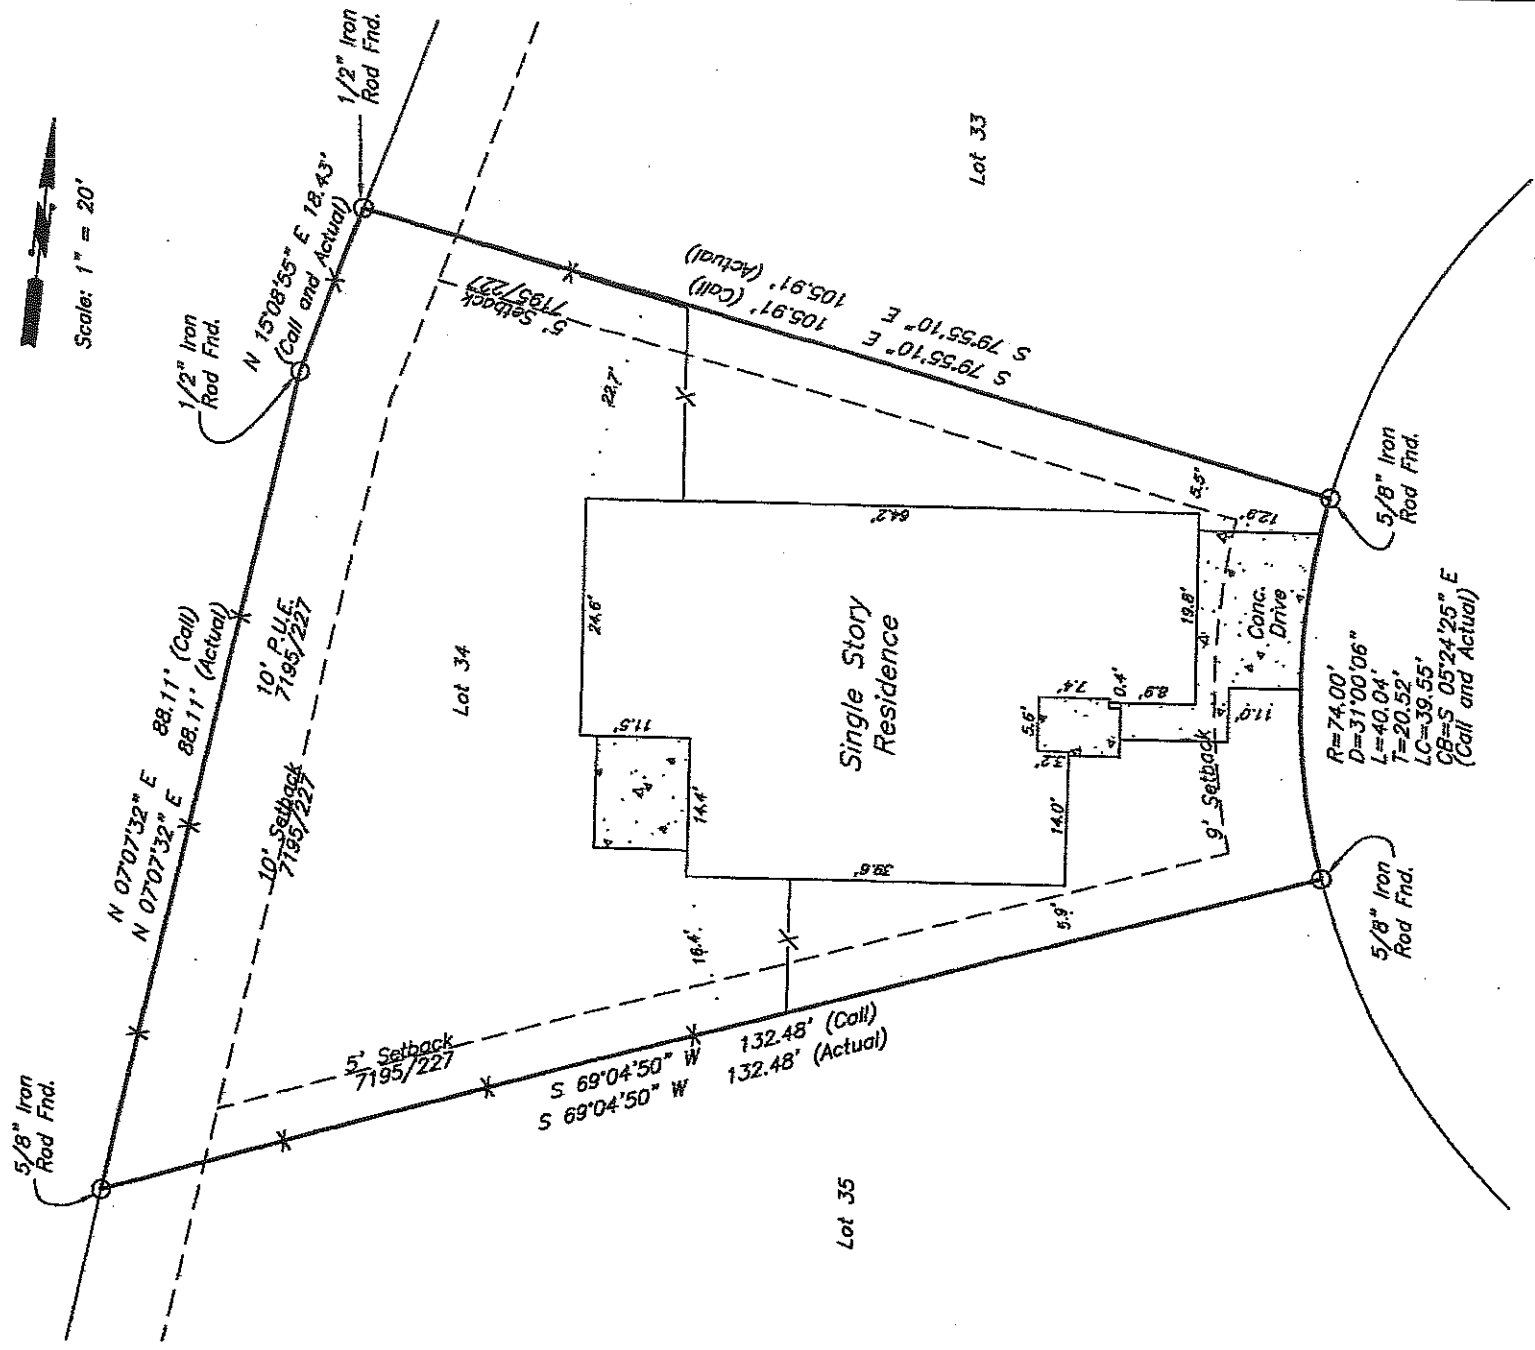 Scale: 1" = 20'
1/2" Iron
Rod Fnd.
N 15°08'55" E 18.43'
(Call and Actual)
1/2" Iron
Rod Fnd.
Lot 33
S 79°55'10" E 105.91' (Actual)
S 79°55'10" E 105.91' (Call)
5' Setback
7195/227
N 07°07'32" E 88.11' (Call)
N 07°07'32" E 88.11' (Actual)
10' P.U.E.
7195/227
10' Setback
7195/227
Lot 34
22.7'
24.6'
64.2'
11.5'
14.4'
39.6'
16.4'
Single Story
Residence
5.5'
12.9'
19.8'
Conc.
Drive
7.4'
0.4'
8.9'
5.6'
3.2'
14.0'
11.0'
9' Setback
5.9'
5/8" Iron
Rod Fnd.
R=74.00'
D=31°00'06"
L=40.04'
T=20.52'
LC=39.55'
CB=S 05°24'25" E
(Call and Actual)
5/8" Iron
Rod Fnd.
5' Setback
7195/227
S 69°04'50" W 132.48' (Call)
S 69°04'50" W 132.48' (Actual)
5/8" Iron
Rod Fnd.
Lot 35